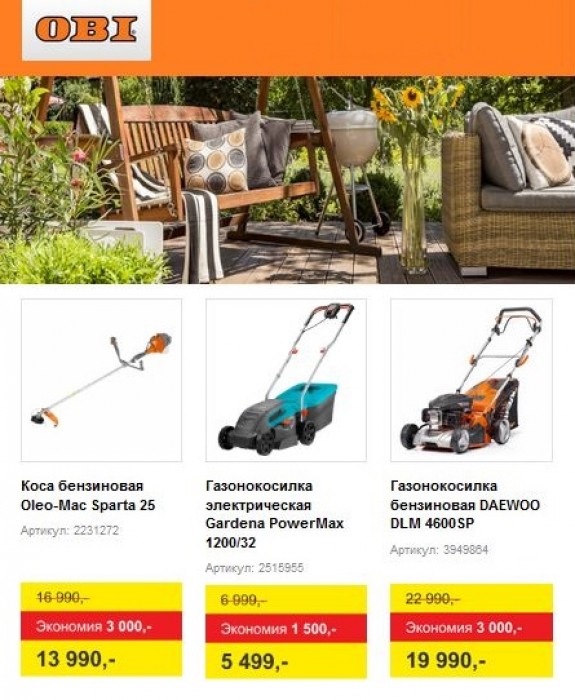 OBI
Коса бензиновая
Oleo-Mac Sparta 25
Артикул: 2231272
16 990,-
Экономия 3 000,-
13 990,-
Газонокосилка
электрическая
Gardena PowerMax
1200/32
Артикул: 2515955
6 999,-
Экономия 1 500,-
5 499,-
Газонокосилка
бензиновая DAEWOO
DLM 4600SP
Артикул: 3949864
22 990,-
Экономия 3 000,-
19 990,-